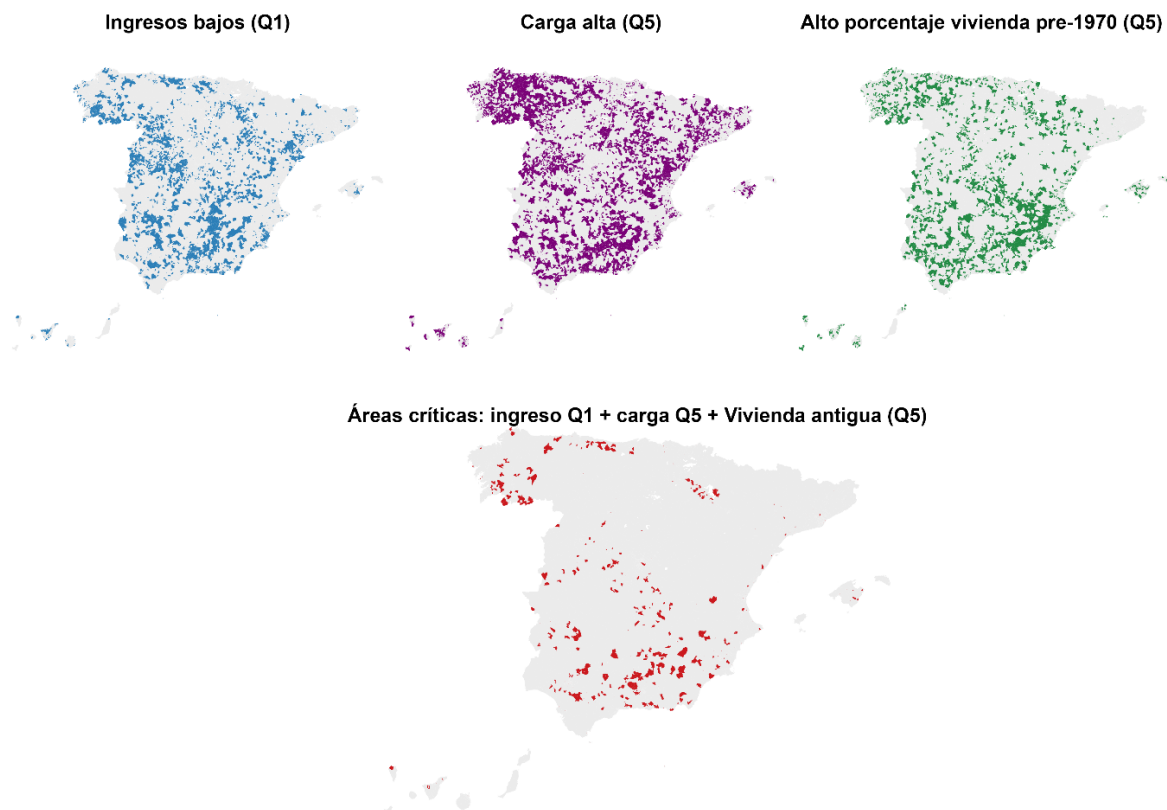 Ingresos bajos (Q1)
Carga alta (Q5)
Alto porcentaje vivienda pre-1970 (Q5)
Áreas críticas: ingreso Q1 + carga Q5 + Vivienda antigua (Q5)